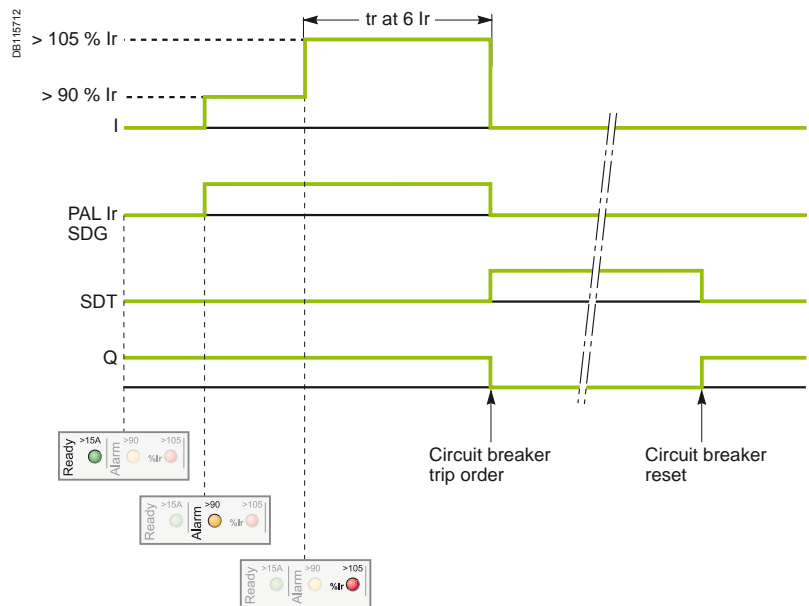 DB115712
tr at 6 Ir
> 105 % Ir
> 90 % Ir
I
PAL Ir
SDG
SDT
Q
Circuit breaker
trip order
Circuit breaker
reset
Ready >15A Alarm >90 %Ir >105
Ready >15A Alarm >90 %Ir >105
Ready >15A Alarm >90 %Ir >105